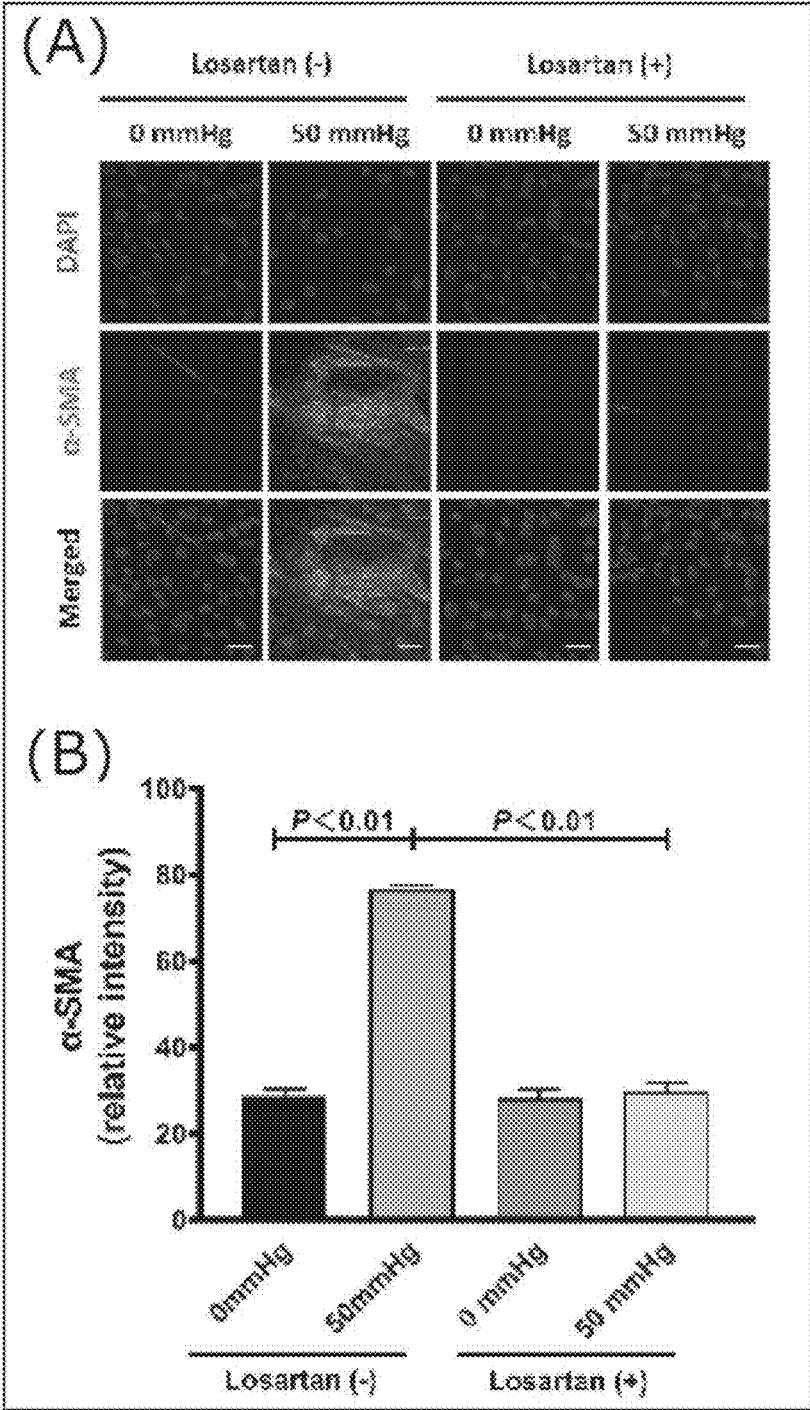 (A)
Losartan (-) Losartan (+)
0 mmHg 50 mmHg 0 mmHg 50 mmHg
DAPI
α-SMA
Merged
(B)
α-SMA
(relative intensity)
100
80
60
40
20
0
P<0.01 P<0.01
0mmHg 50mmHg 0 mmHg 50 mmHg
Losartan (-) Losartan (+)